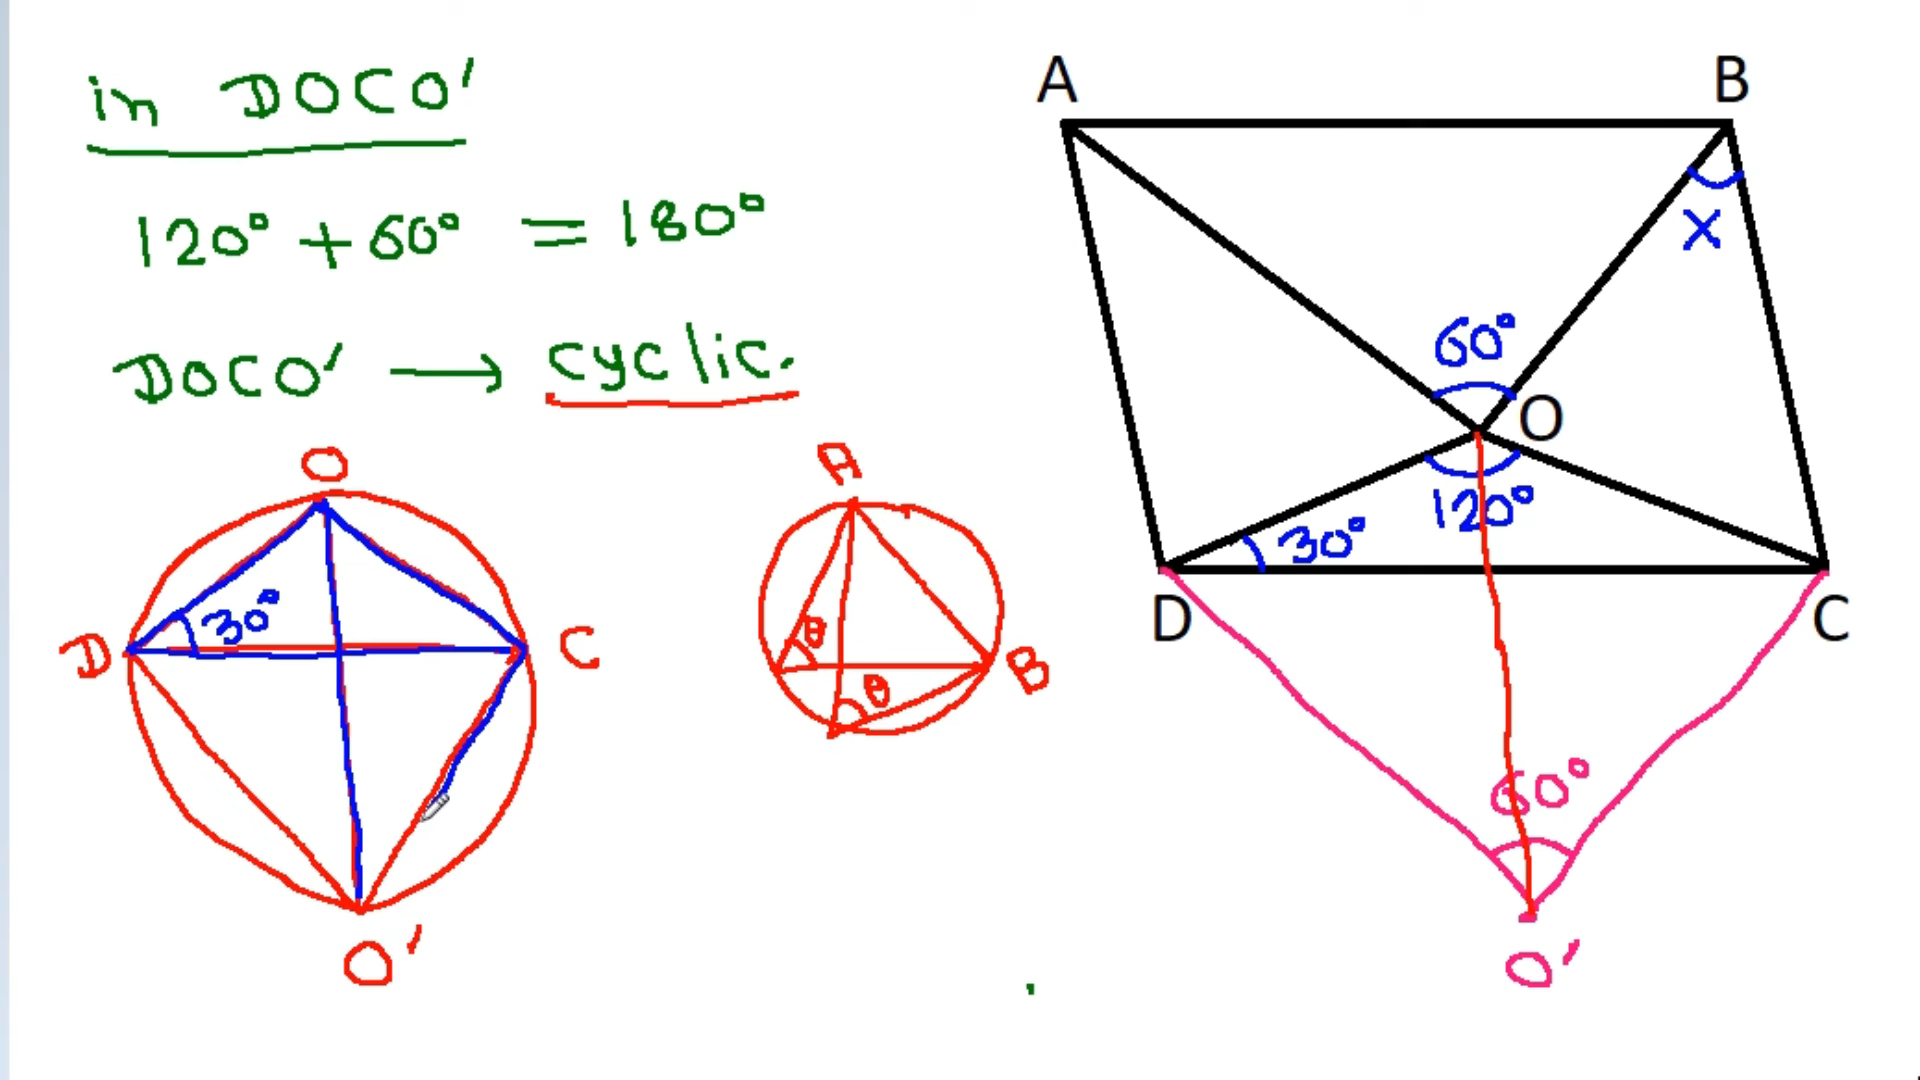 in DOCO'
120° + 60° = 180°
DOCO' → cyclic.
O
30°
D
C
O'
A
θ
θ
B
A
B
x
60°
O
120°
30°
D
C
60°
O'